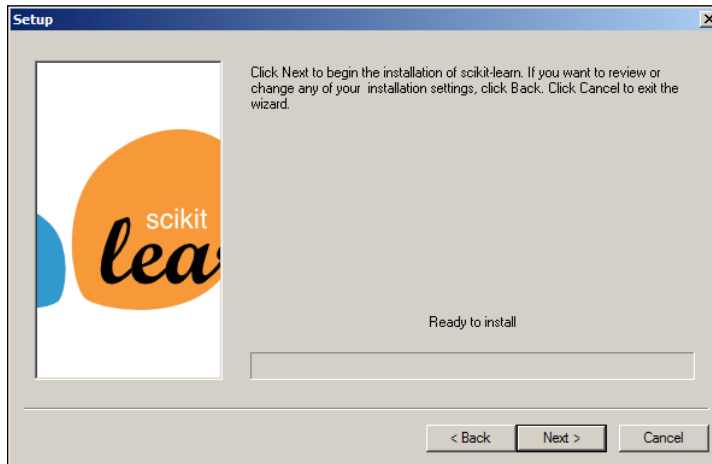 Setup
Click Next to begin the installation of scikit-learn. If you want to review or
change any of your  installation settings, click Back. Click Cancel to exit the
wizard.
scikit
lea
Ready to install
< Back Next > Cancel